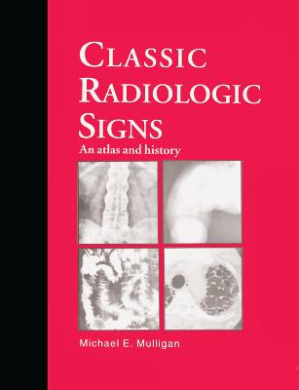 CLASSIC
RADIOLOGIC
SIGNS
An atlas and history
Michael E. Mulligan